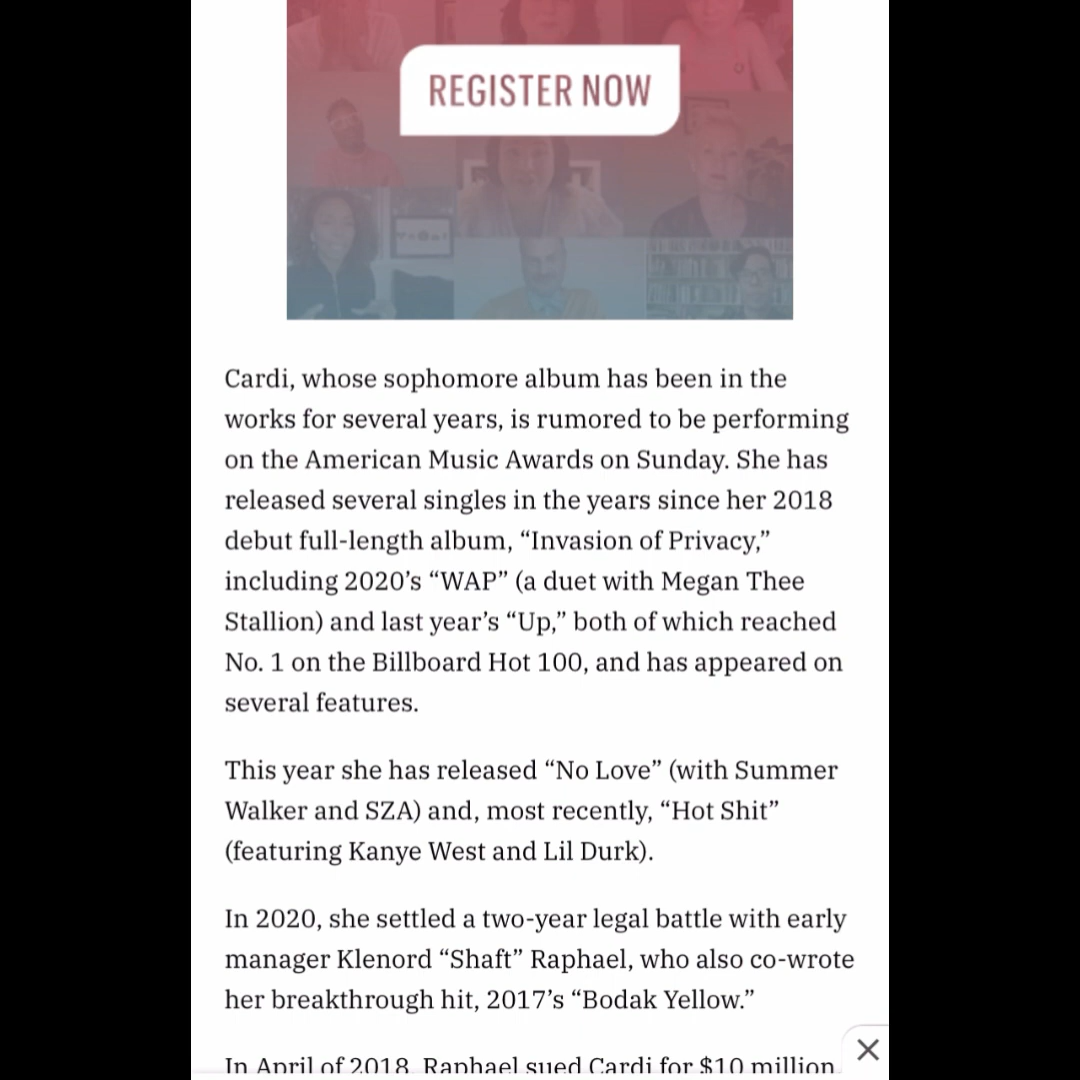 REGISTER NOW
Cardi, whose sophomore album has been in the
works for several years, is rumored to be performing
on the American Music Awards on Sunday. She has
released several singles in the years since her 2018
debut full-length album, “Invasion of Privacy,”
including 2020’s “WAP” (a duet with Megan Thee
Stallion) and last year’s “Up,” both of which reached
No. 1 on the Billboard Hot 100, and has appeared on
several features.
This year she has released “No Love” (with Summer
Walker and SZA) and, most recently, “Hot Shit”
(featuring Kanye West and Lil Durk).
In 2020, she settled a two-year legal battle with early
manager Klenord “Shaft” Raphael, who also co-wrote
her breakthrough hit, 2017’s “Bodak Yellow.”
In April of 2018, Raphael sued Cardi for $10 million